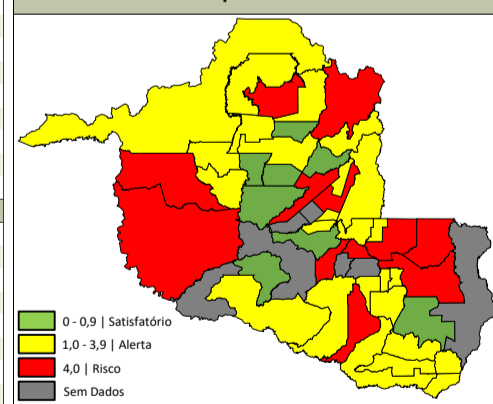 0 - 0,9 | Satisfatório
1,0 - 3,9 | Alerta
4,0 | Risco
Sem Dados